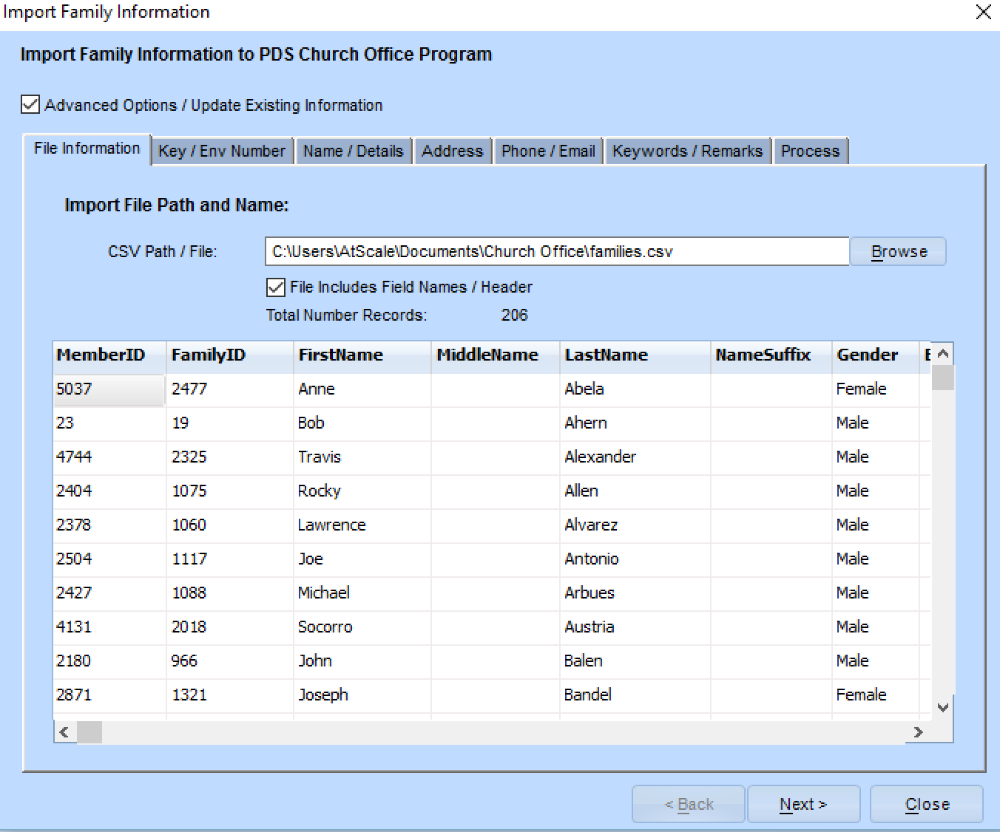 Import Family Information
Import Family Information to PDS Church Office Program
Advanced Options / Update Existing Information
File Information Key / Env Number Name / Details Address Phone / Email Keywords / Remarks Process
Import File Path and Name:
CSV Path / File: C:\Users\AtScale\Documents\Church Office\families.csv Browse
File Includes Field Names / Header
Total Number Records: 206
MemberID FamilyID FirstName MiddleName LastName NameSuffix Gender
5037 2477 Anne Abela Female
23 19 Bob Ahern Male
4744 2325 Travis Alexander Male
2404 1075 Rocky Allen Male
2378 1060 Lawrence Alvarez Male
2504 1117 Joe Antonio Male
2427 1088 Michael Arbues Male
4131 2018 Socorro Austria Male
2180 966 John Balen Male
2871 1321 Joseph Bandel Female
< Back Next > Close